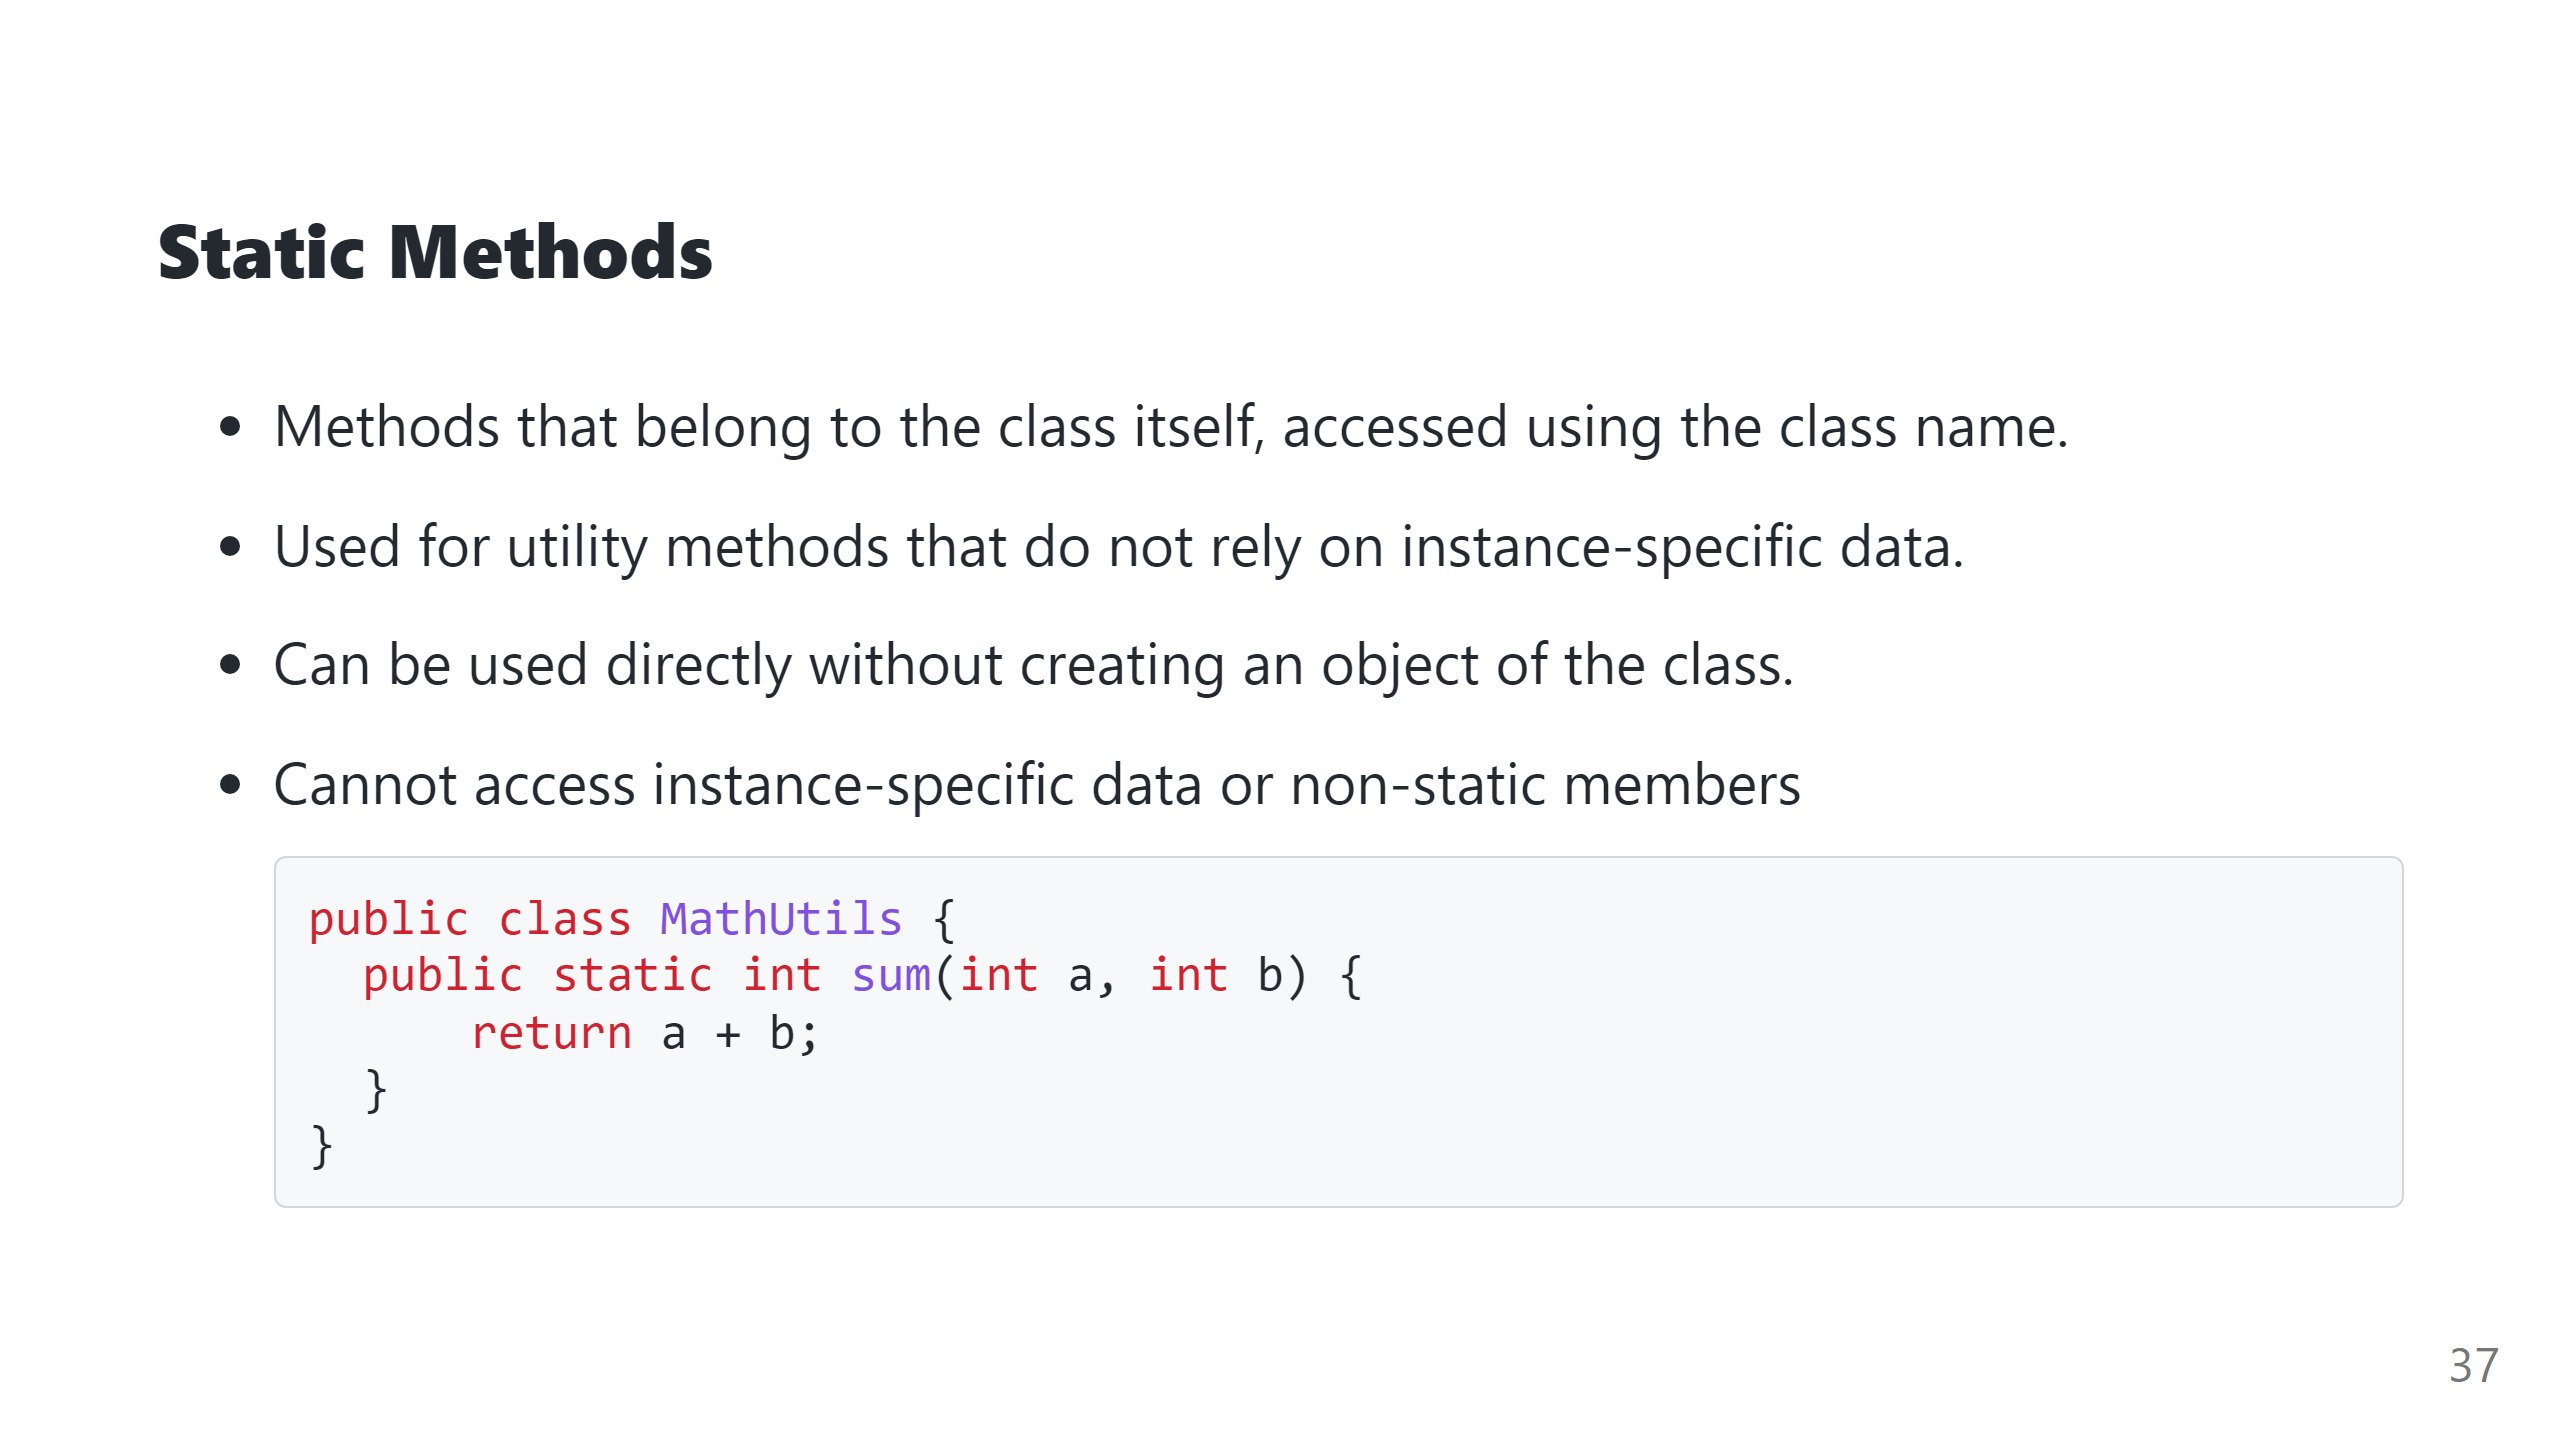 Static Methods
• Methods that belong to the class itself, accessed using the class name.
• Used for utility methods that do not rely on instance-specific data.
• Can be used directly without creating an object of the class.
• Cannot access instance-specific data or non-static members
public class MathUtils {
  public static int sum(int a, int b) {
      return a + b;
  }
}
37